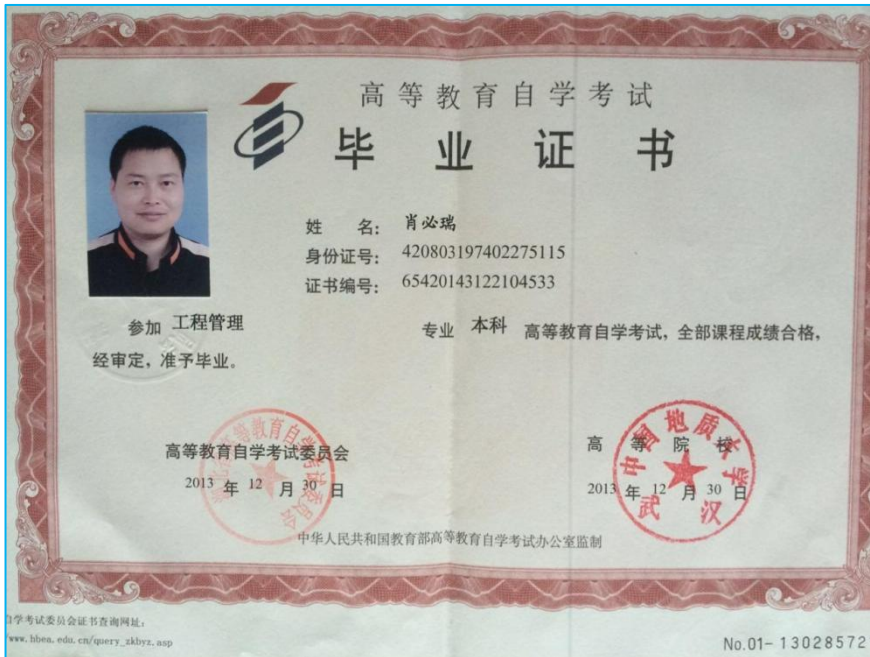 高等教育自学考试
毕业证书
姓 名: 肖必瑞
身份证号: 420803197402275115
证书编号: 65420143122104533
参加 工程管理 专业 本科 高等教育自学考试, 全部课程成绩合格,
经审定, 准予毕业。
高等教育自学考试委员会
2013 年 12 月 30 日
高等院校
中国地质大学
武汉
2013 年 12 月 30 日
中华人民共和国教育部高等教育自学考试办公室监制
自学考试委员会证书查询网址:
www.hbea.edu.cn/query_zkbyz.asp
No.01-13028572